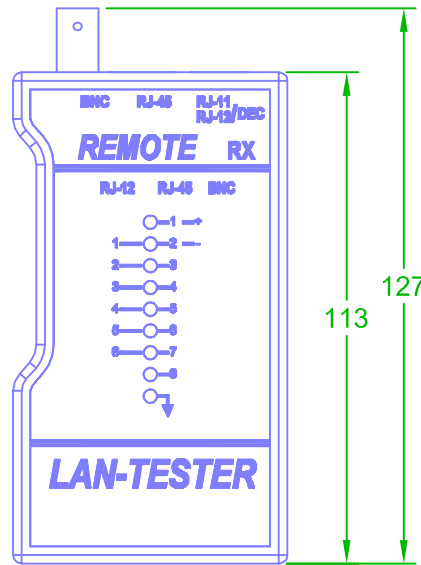 BNC RJ-45 RJ-11
RJ-12/DEC
REMOTE RX
RJ-12 RJ-45 BNC
1 +
1 2 -
2 3
3 4
4 5
5 6
6 7
8
LAN-TESTER
113
127